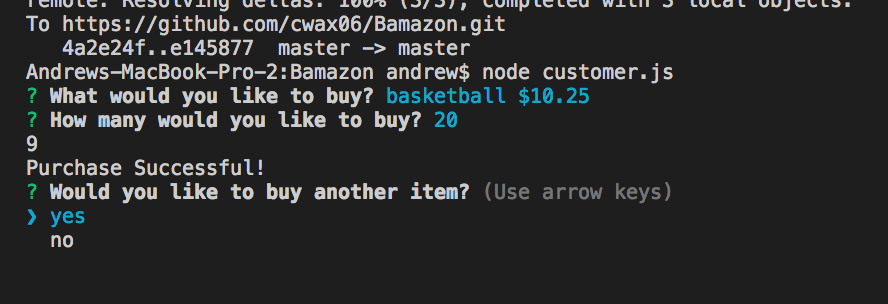 remote: Resolving deltas: 100% (3/3), completed with 3 local objects.
To https://github.com/cwax06/Bamazon.git
   4a2e24f..e145877  master -> master
Andrews-MacBook-Pro-2:Bamazon andrew$ node customer.js
? What would you like to buy? basketball $10.25
? How many would you like to buy? 20
9
Purchase Successful!
? Would you like to buy another item? (Use arrow keys)
❯ yes
  no